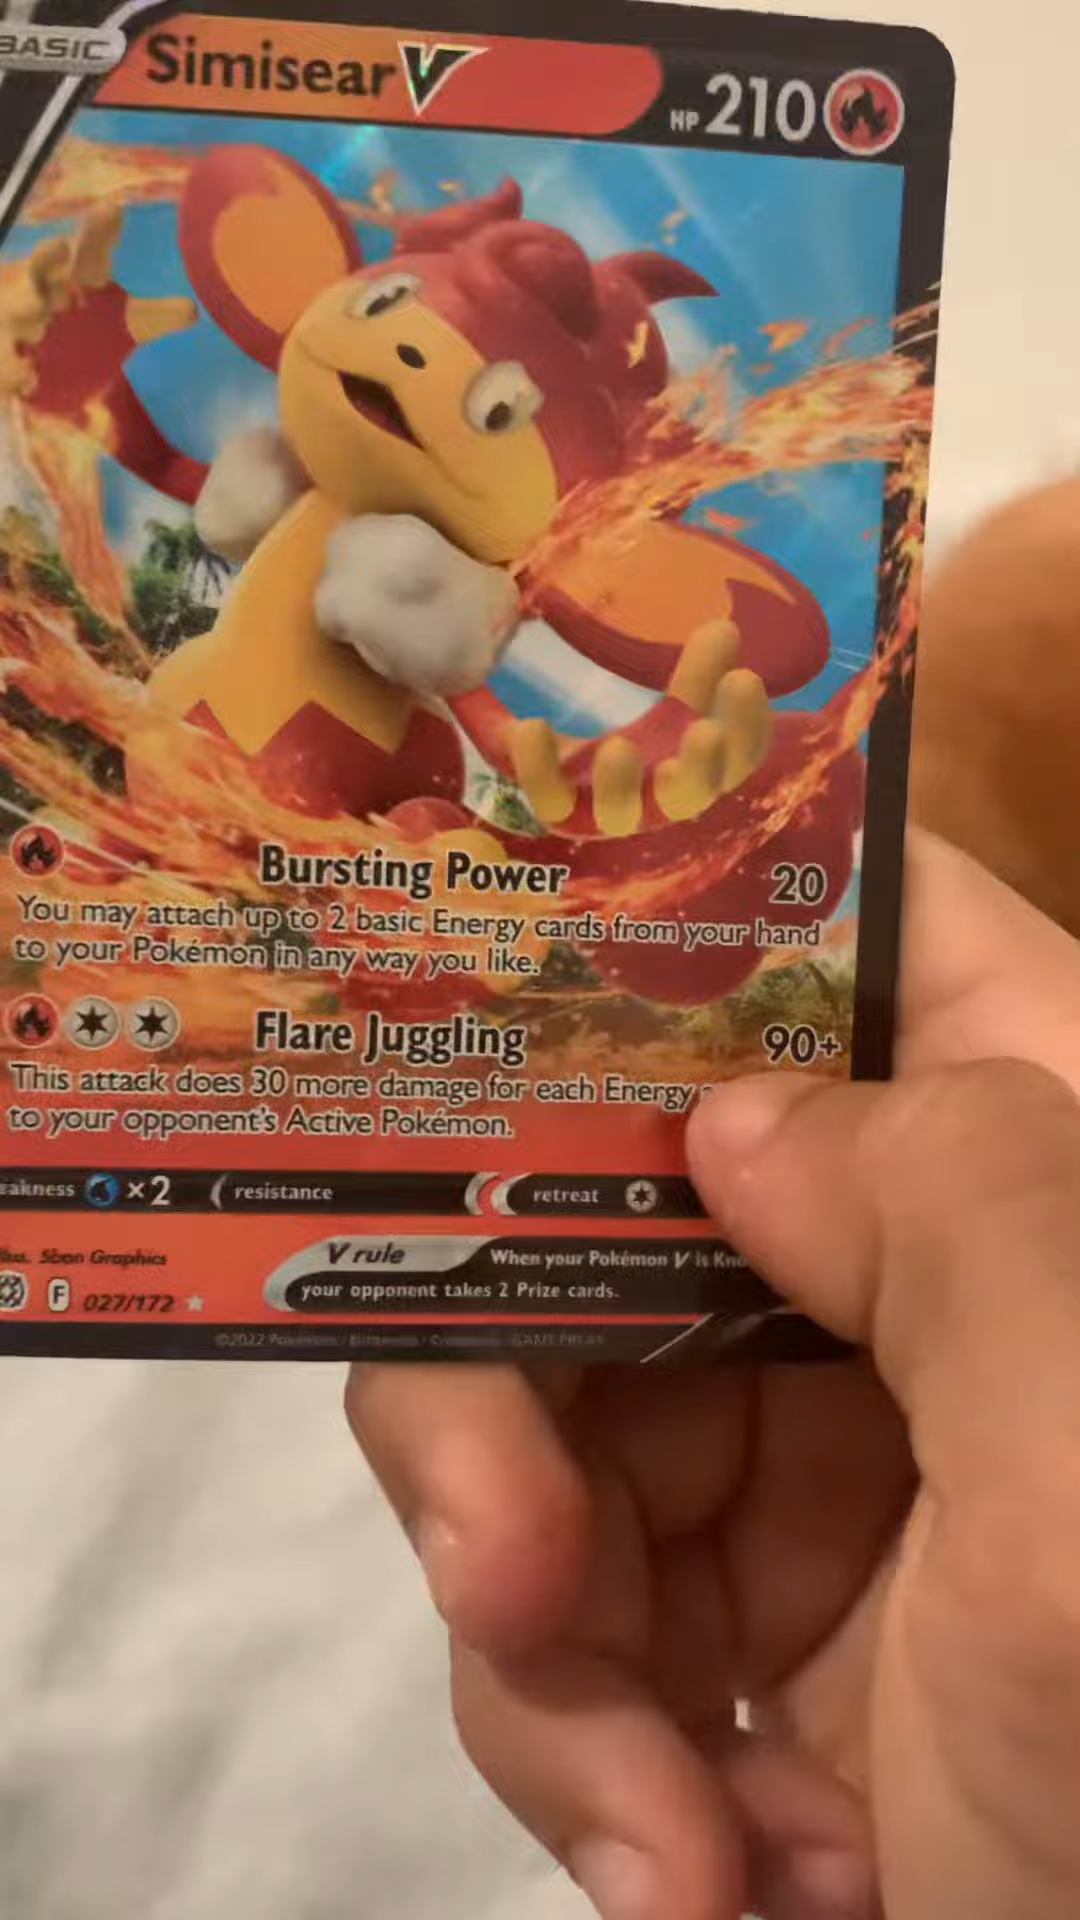 BASIC
Simisear V
HP 210
Bursting Power 20
You may attach up to 2 basic Energy cards from your hand
to your Pokémon in any way you like.
Flare Juggling 90+
This attack does 30 more damage for each Energy
to your opponent's Active Pokémon.
eakness ×2 resistance retreat
llus. 5ban Graphics
V rule When your Pokémon V is Kno
your opponent takes 2 Prize cards.
F 027/172
©2022 Pokémon / Nintendo / Creatures / GAME FREAK